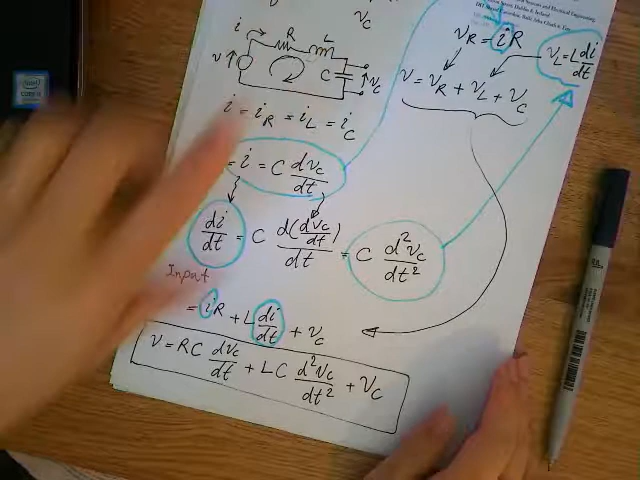 v_C
i R L
v C v_C
i = i_R = i_L = i_C
= i = C dv_C/dt
di/dt = C d(dv_C/dt)/dt = C d²v_C/dt²
Input
= iR + L di/dt + v_C
v = RC dv_C/dt + LC d²v_C/dt² + v_C
v_R = iR
v_L = L di/dt
v = v_R + v_L + v_C